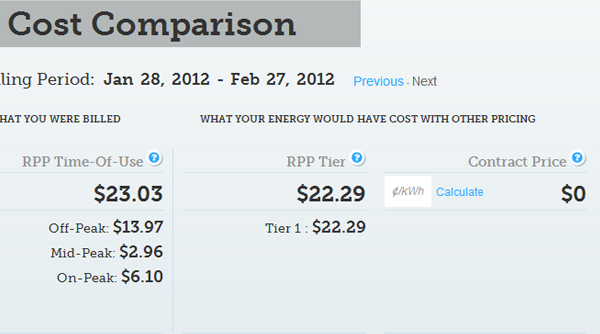 Cost Comparison
ling Period: Jan 28, 2012 - Feb 27, 2012 Previous - Next
HAT YOU WERE BILLED WHAT YOUR ENERGY WOULD HAVE COST WITH OTHER PRICING
RPP Time-Of-Use ? RPP Tier ? Contract Price ?
$23.03 $22.29 ¢/kWh Calculate $0
Off-Peak: $13.97 Tier 1 : $22.29
Mid-Peak: $2.96
On-Peak: $6.10